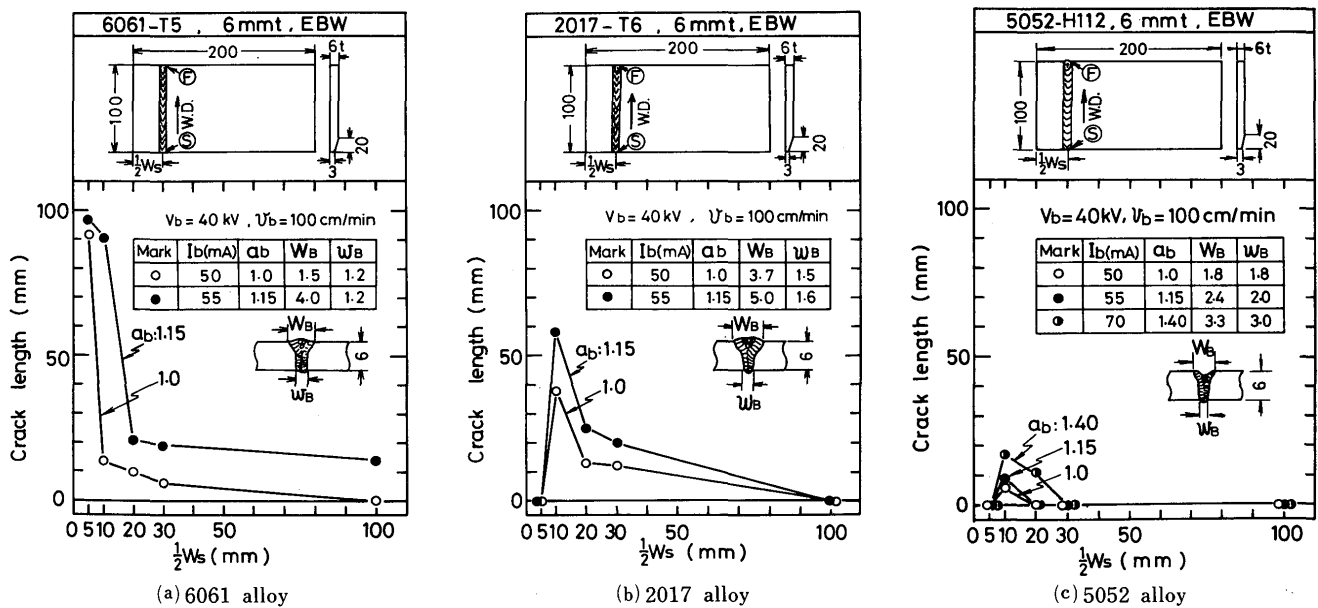 6061-T5 , 6mmt, EBW
200
6t
100
Ⓕ
W.D.
Ⓢ
½Ws
20
3
Vb = 40 kV , υb = 100 cm/min
Mark Ib(mA) ab WB wB
○ 50 1.0 1.5 1.2
● 55 1.15 4.0 1.2
ab:1.15
1.0
WB
6
wB
Crack length (mm)
100
50
0
0 5 10 20 30 50 100
½Ws (mm)
(a) 6061 alloy
2017-T6 , 6mmt, EBW
200
6t
100
Ⓕ
W.D.
Ⓢ
½Ws
20
3
Vb = 40 kV , υb = 100 cm/min
Mark Ib(mA) ab WB wB
○ 50 1.0 3.7 1.5
● 55 1.15 5.0 1.6
ab:1.15
1.0
WB
6
wB
Crack length (mm)
100
50
0
0 5 10 20 30 50 100
½Ws (mm)
(b) 2017 alloy
5052-H112, 6 mmt, EBW
200
6t
100
Ⓕ
W.D.
Ⓢ
½Ws
20
3
Vb=40kV, υb=100 cm/min
Mark Ib(mA) ab WB wB
○ 50 1.0 1.8 1.8
● 55 1.15 2.4 2.0
◑ 70 1.40 3.3 3.0
WB
6
wB
ab: 1.40
1.15
1.0
Crack length (mm)
100
50
0
0 5 10 20 30 50 100
½Ws (mm)
(c) 5052 alloy